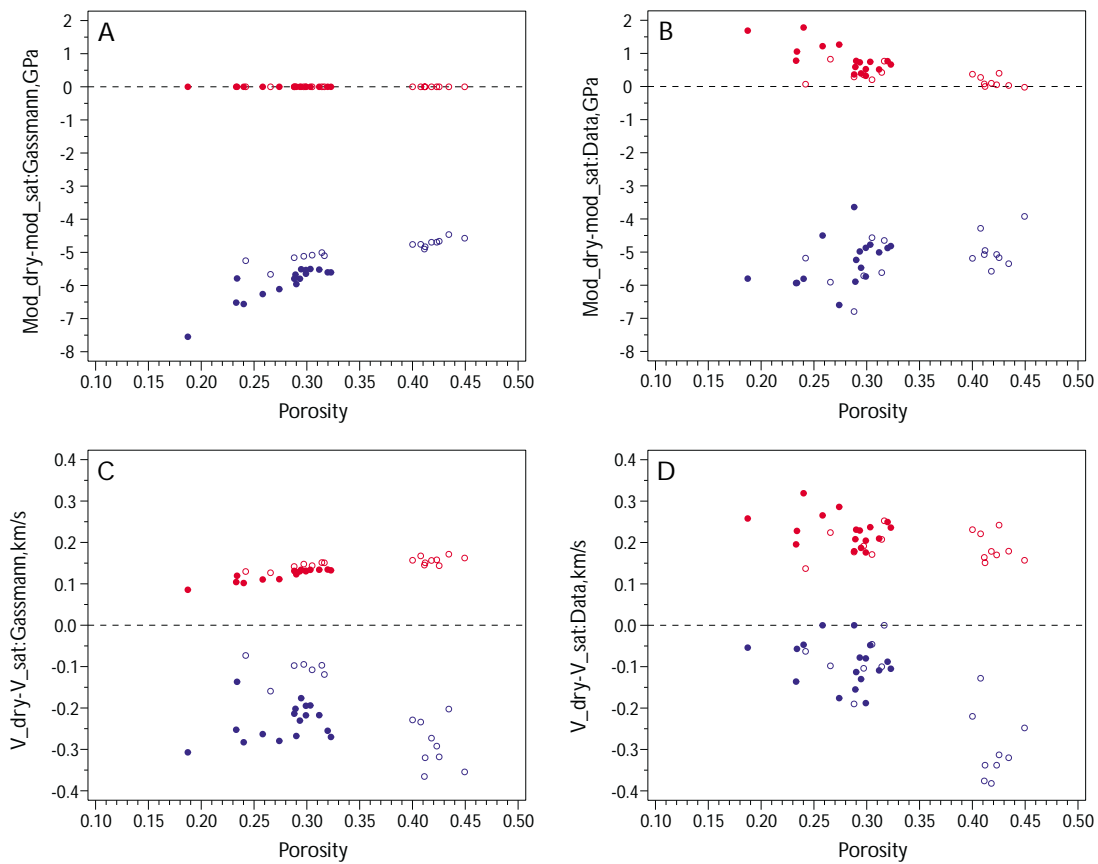 A
Mod_dry-mod_sat:Gassmann,GPa
2
1
0
-1
-2
-3
-4
-5
-6
-7
-8
0.10 0.15 0.20 0.25 0.30 0.35 0.40 0.45 0.50
Porosity
B
Mod_dry-mod_sat:Data,GPa
2
1
0
-1
-2
-3
-4
-5
-6
-7
-8
0.10 0.15 0.20 0.25 0.30 0.35 0.40 0.45 0.50
Porosity
C
V_dry-V_sat:Gassmann,km/s
0.4
0.3
0.2
0.1
0.0
-0.1
-0.2
-0.3
-0.4
0.10 0.15 0.20 0.25 0.30 0.35 0.40 0.45 0.50
Porosity
D
V_dry-V_sat:Data,km/s
0.4
0.3
0.2
0.1
0.0
-0.1
-0.2
-0.3
-0.4
0.10 0.15 0.20 0.25 0.30 0.35 0.40 0.45 0.50
Porosity